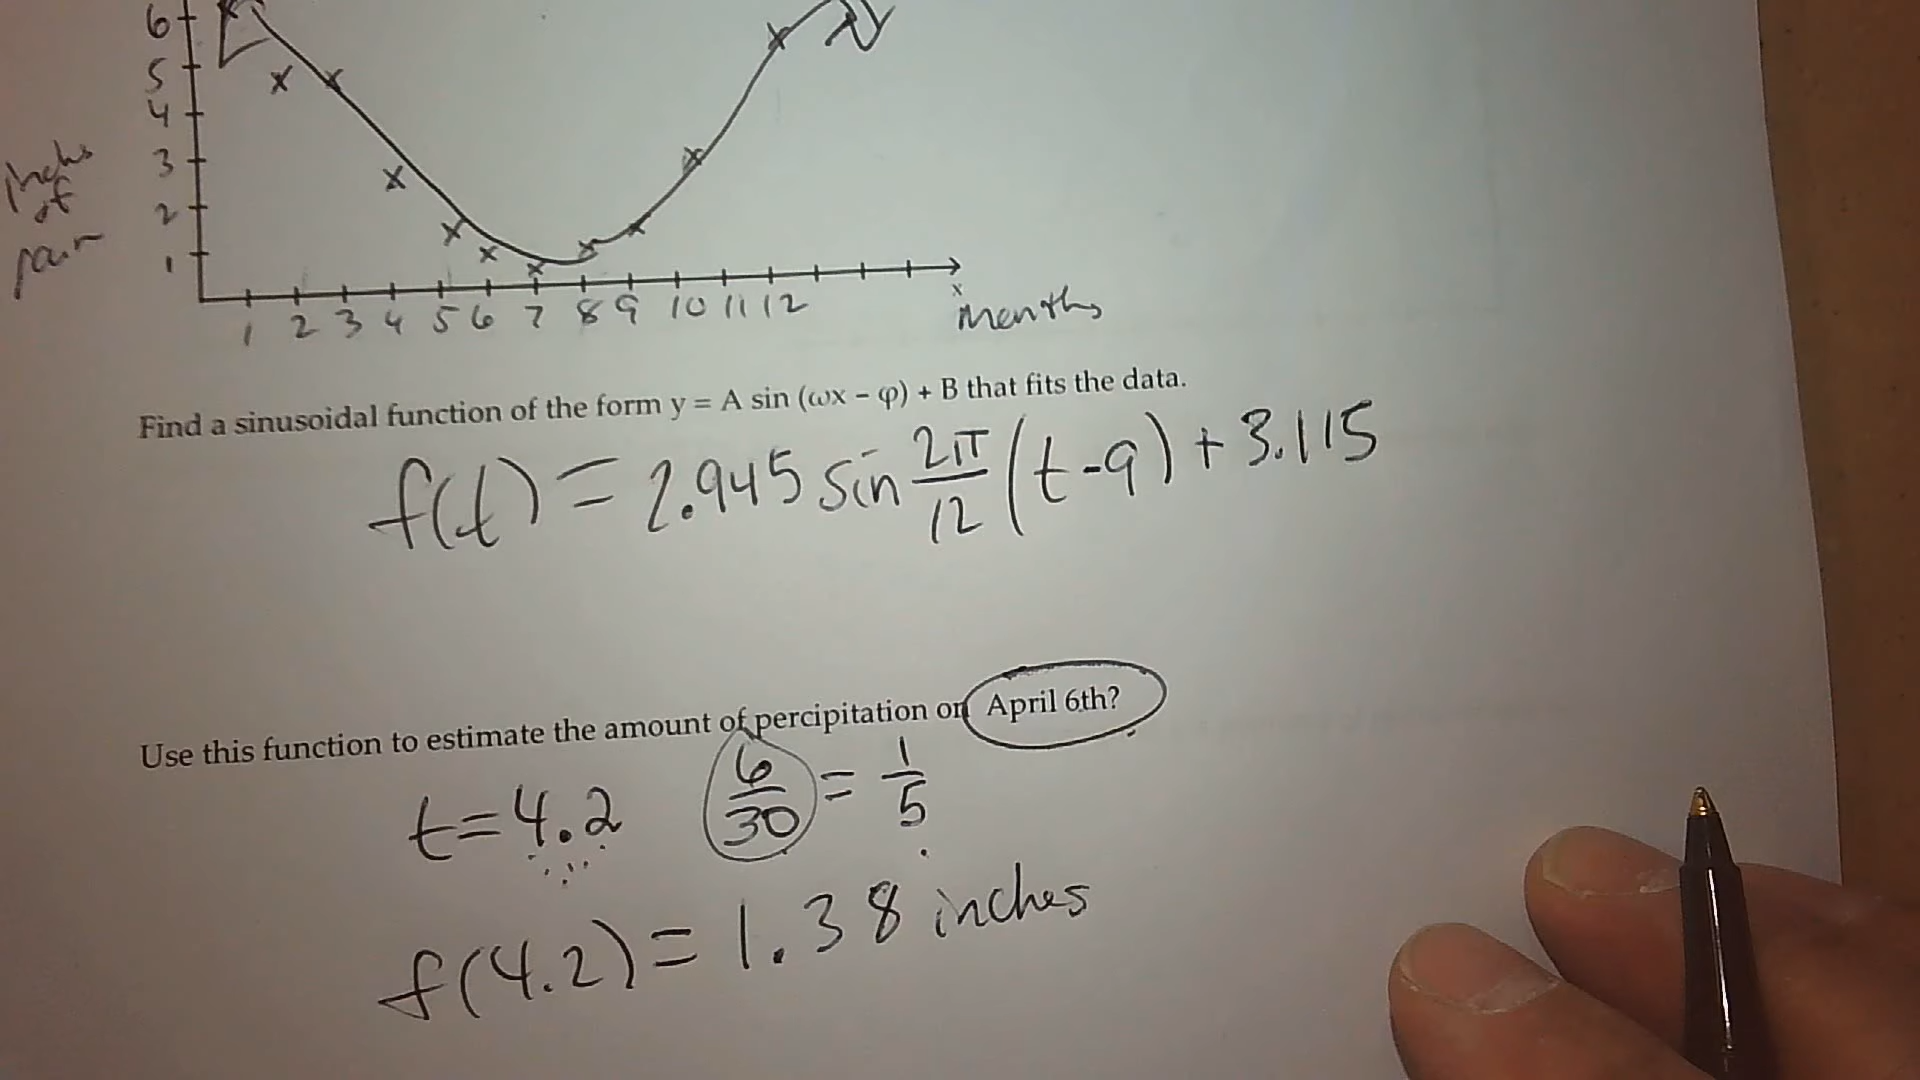 6
5
4
3
2
1
inches
of
rain
1 2 3 4 5 6 7 8 9 10 11 12
x
months
Find a sinusoidal function of the form y = A sin (ωx – φ) + B that fits the data.
f(t) = 2.945 sin 2π/12 (t-9) + 3.115
Use this function to estimate the amount of percipitation on April 6th?
t=4.2 6/30 = 1/5
f(4.2) = 1.38 inches